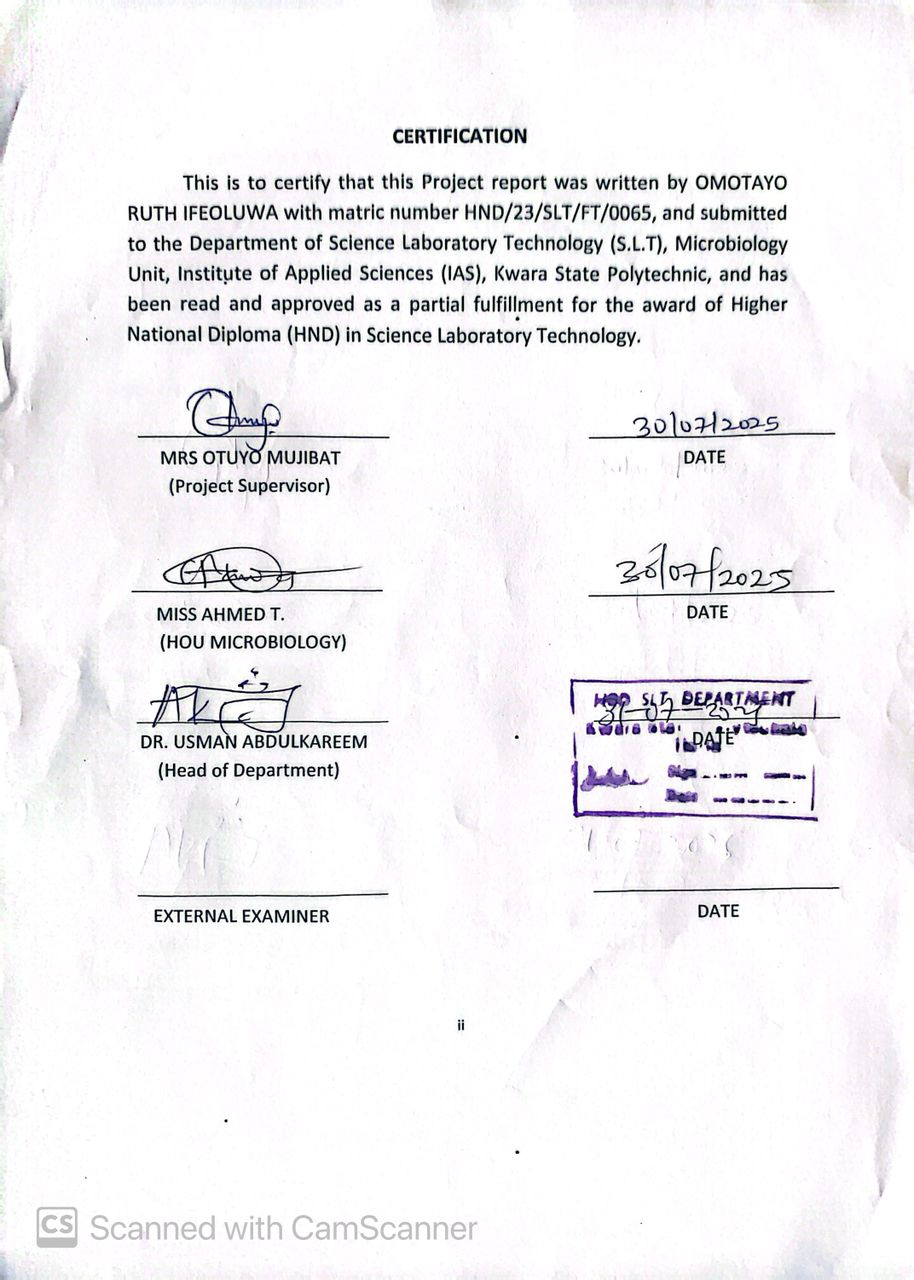 CERTIFICATION
This is to certify that this Project report was written by OMOTAYO
RUTH IFEOLUWA with matric number HND/23/SLT/FT/0065, and submitted
to the Department of Science Laboratory Technology (S.L.T), Microbiology
Unit, Institute of Applied Sciences (IAS), Kwara State Polytechnic, and has
been read and approved as a partial fulfillment for the award of Higher
National Diploma (HND) in Science Laboratory Technology.
30/07/2025
MRS OTUYO MUJIBAT DATE
(Project Supervisor)
30/07/2025
MISS AHMED T. DATE
(HOU MICROBIOLOGY)
HOD SLT DEPARTMENT
DR. USMAN ABDULKAREEM DATE
(Head of Department)
Sign
Date
EXTERNAL EXAMINER DATE
ii
CS Scanned with CamScanner